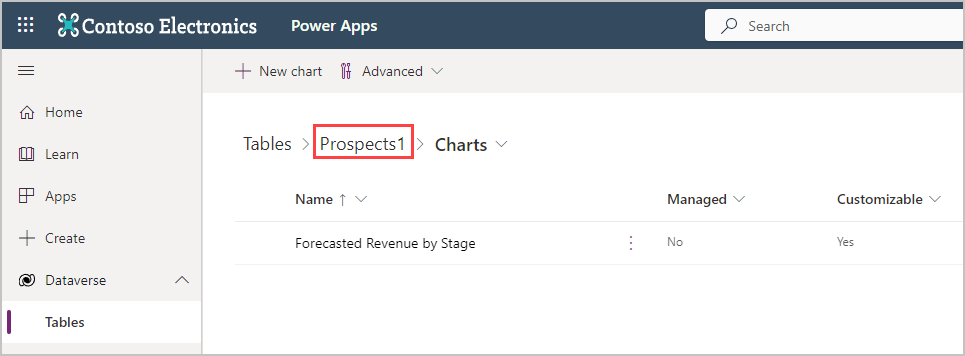 Contoso Electronics Power Apps Search
New chart Advanced
Home
Learn
Apps
Create
Dataverse
Tables
Tables Prospects1 Charts
Name Managed Customizable
Forecasted Revenue by Stage No Yes